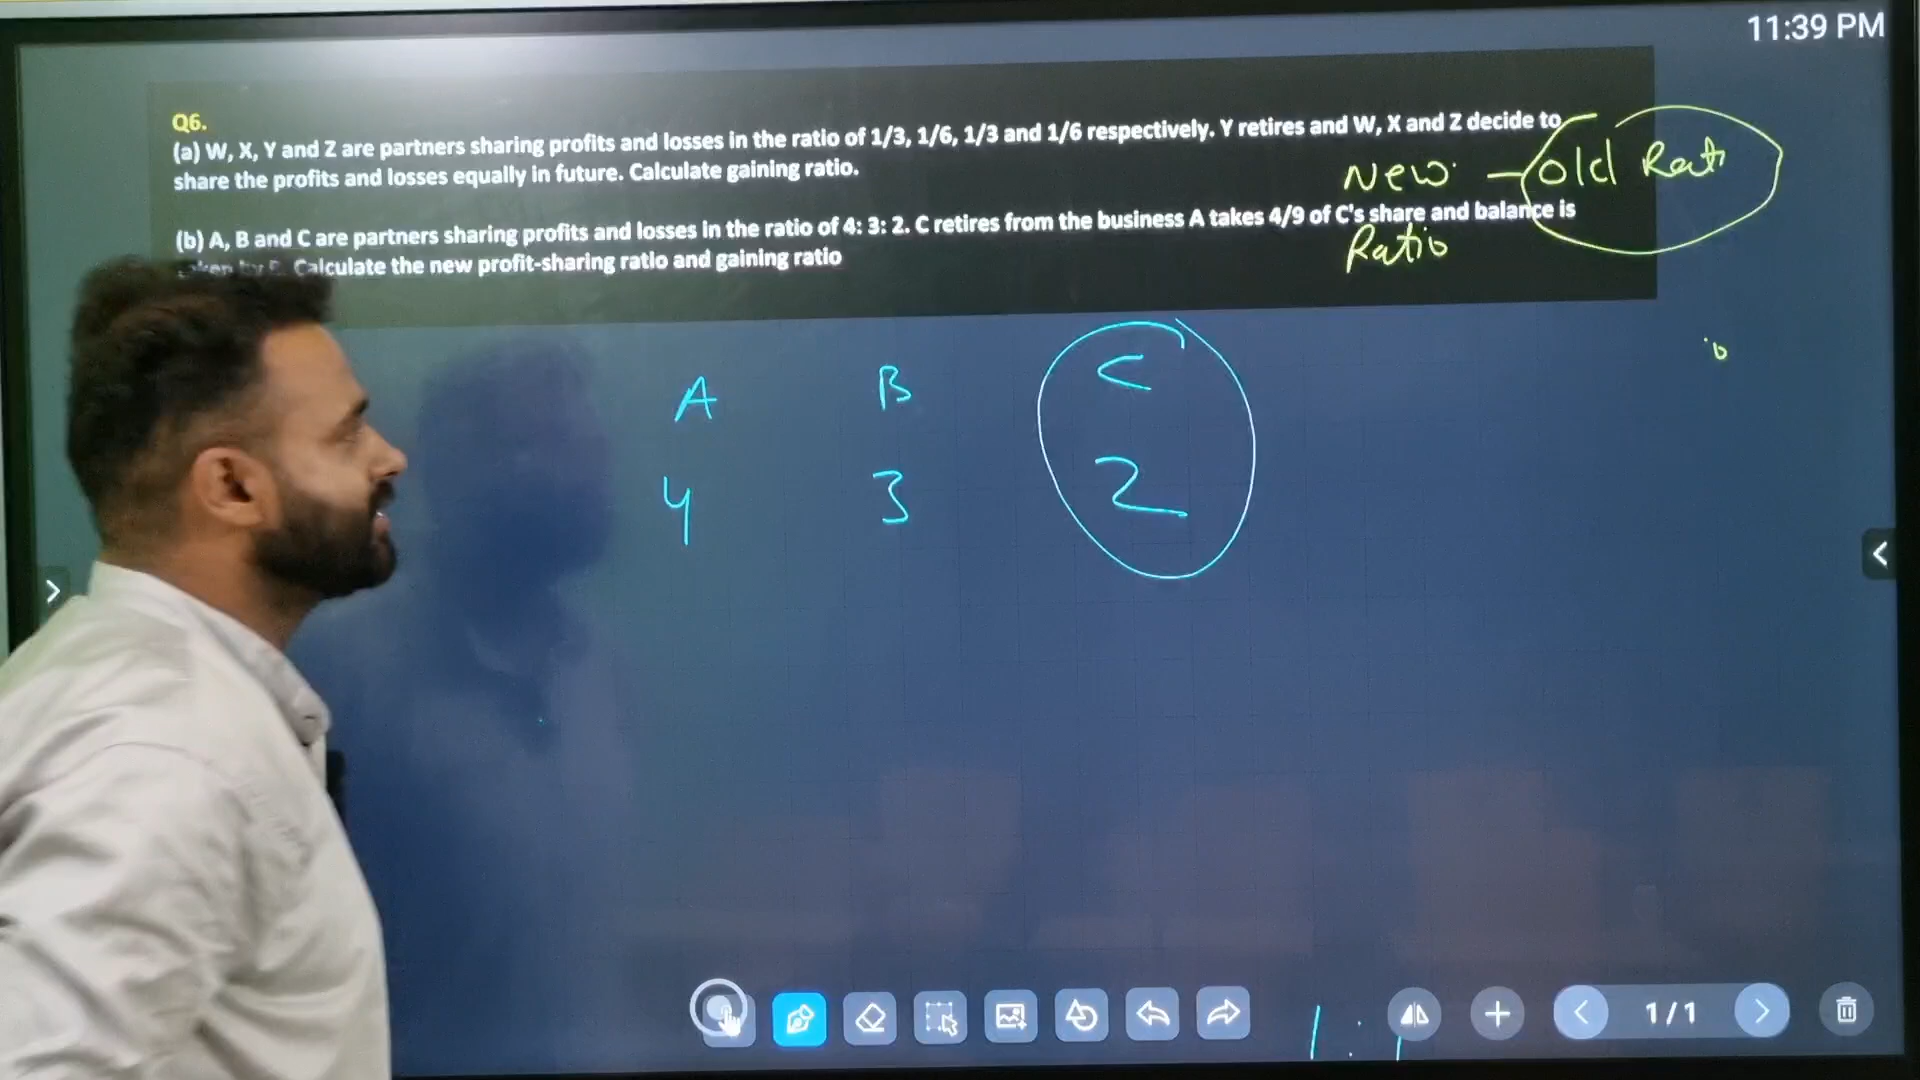 11:39 PM
Q6.
(a) W, X, Y and Z are partners sharing profits and losses in the ratio of 1/3, 1/6, 1/3 and 1/6 respectively. Y retires and W, X and Z decide to
share the profits and losses equally in future. Calculate gaining ratio.
New - Old Rati
(b) A, B and C are partners sharing profits and losses in the ratio of 4: 3: 2. C retires from the business A takes 4/9 of C's share and balance is
Calculate the new profit-sharing ratio and gaining ratio
Ratio
A B C
4 3 2
1 : 1
1/1